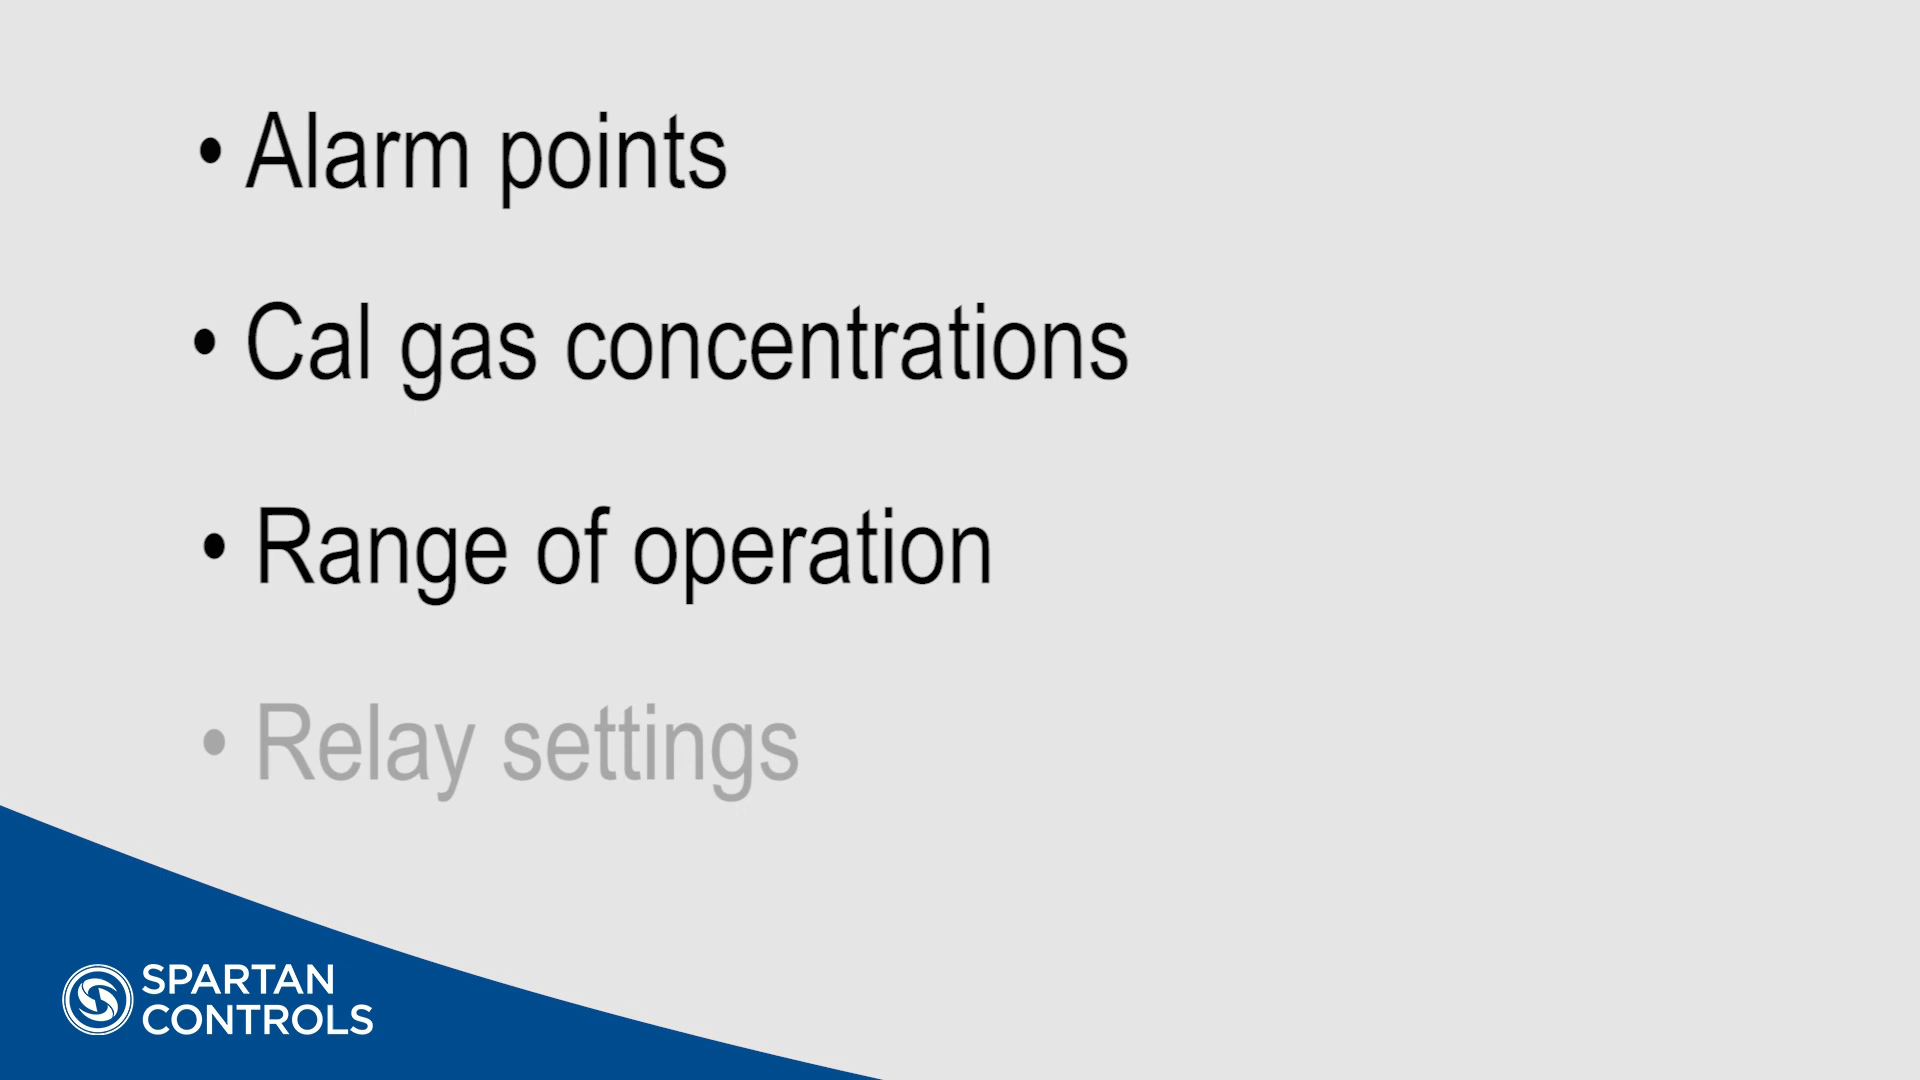 • Alarm points
• Cal gas concentrations
• Range of operation
• Relay settings
SPARTAN
CONTROLS